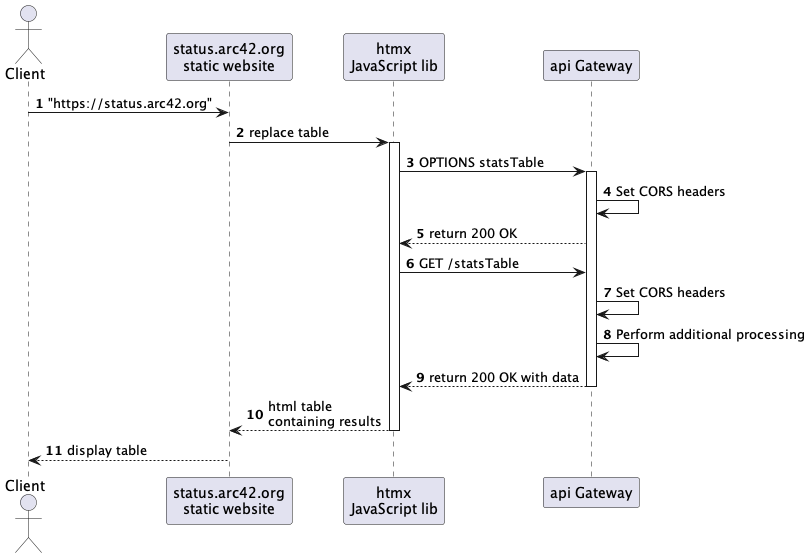 Client
status.arc42.org
static website
htmx
JavaScript lib
api Gateway
1 "https://status.arc42.org"
2 replace table
3 OPTIONS statsTable
4 Set CORS headers
5 return 200 OK
6 GET /statsTable
7 Set CORS headers
8 Perform additional processing
9 return 200 OK with data
10 html table
containing results
11 display table
Client
status.arc42.org
static website
htmx
JavaScript lib
api Gateway